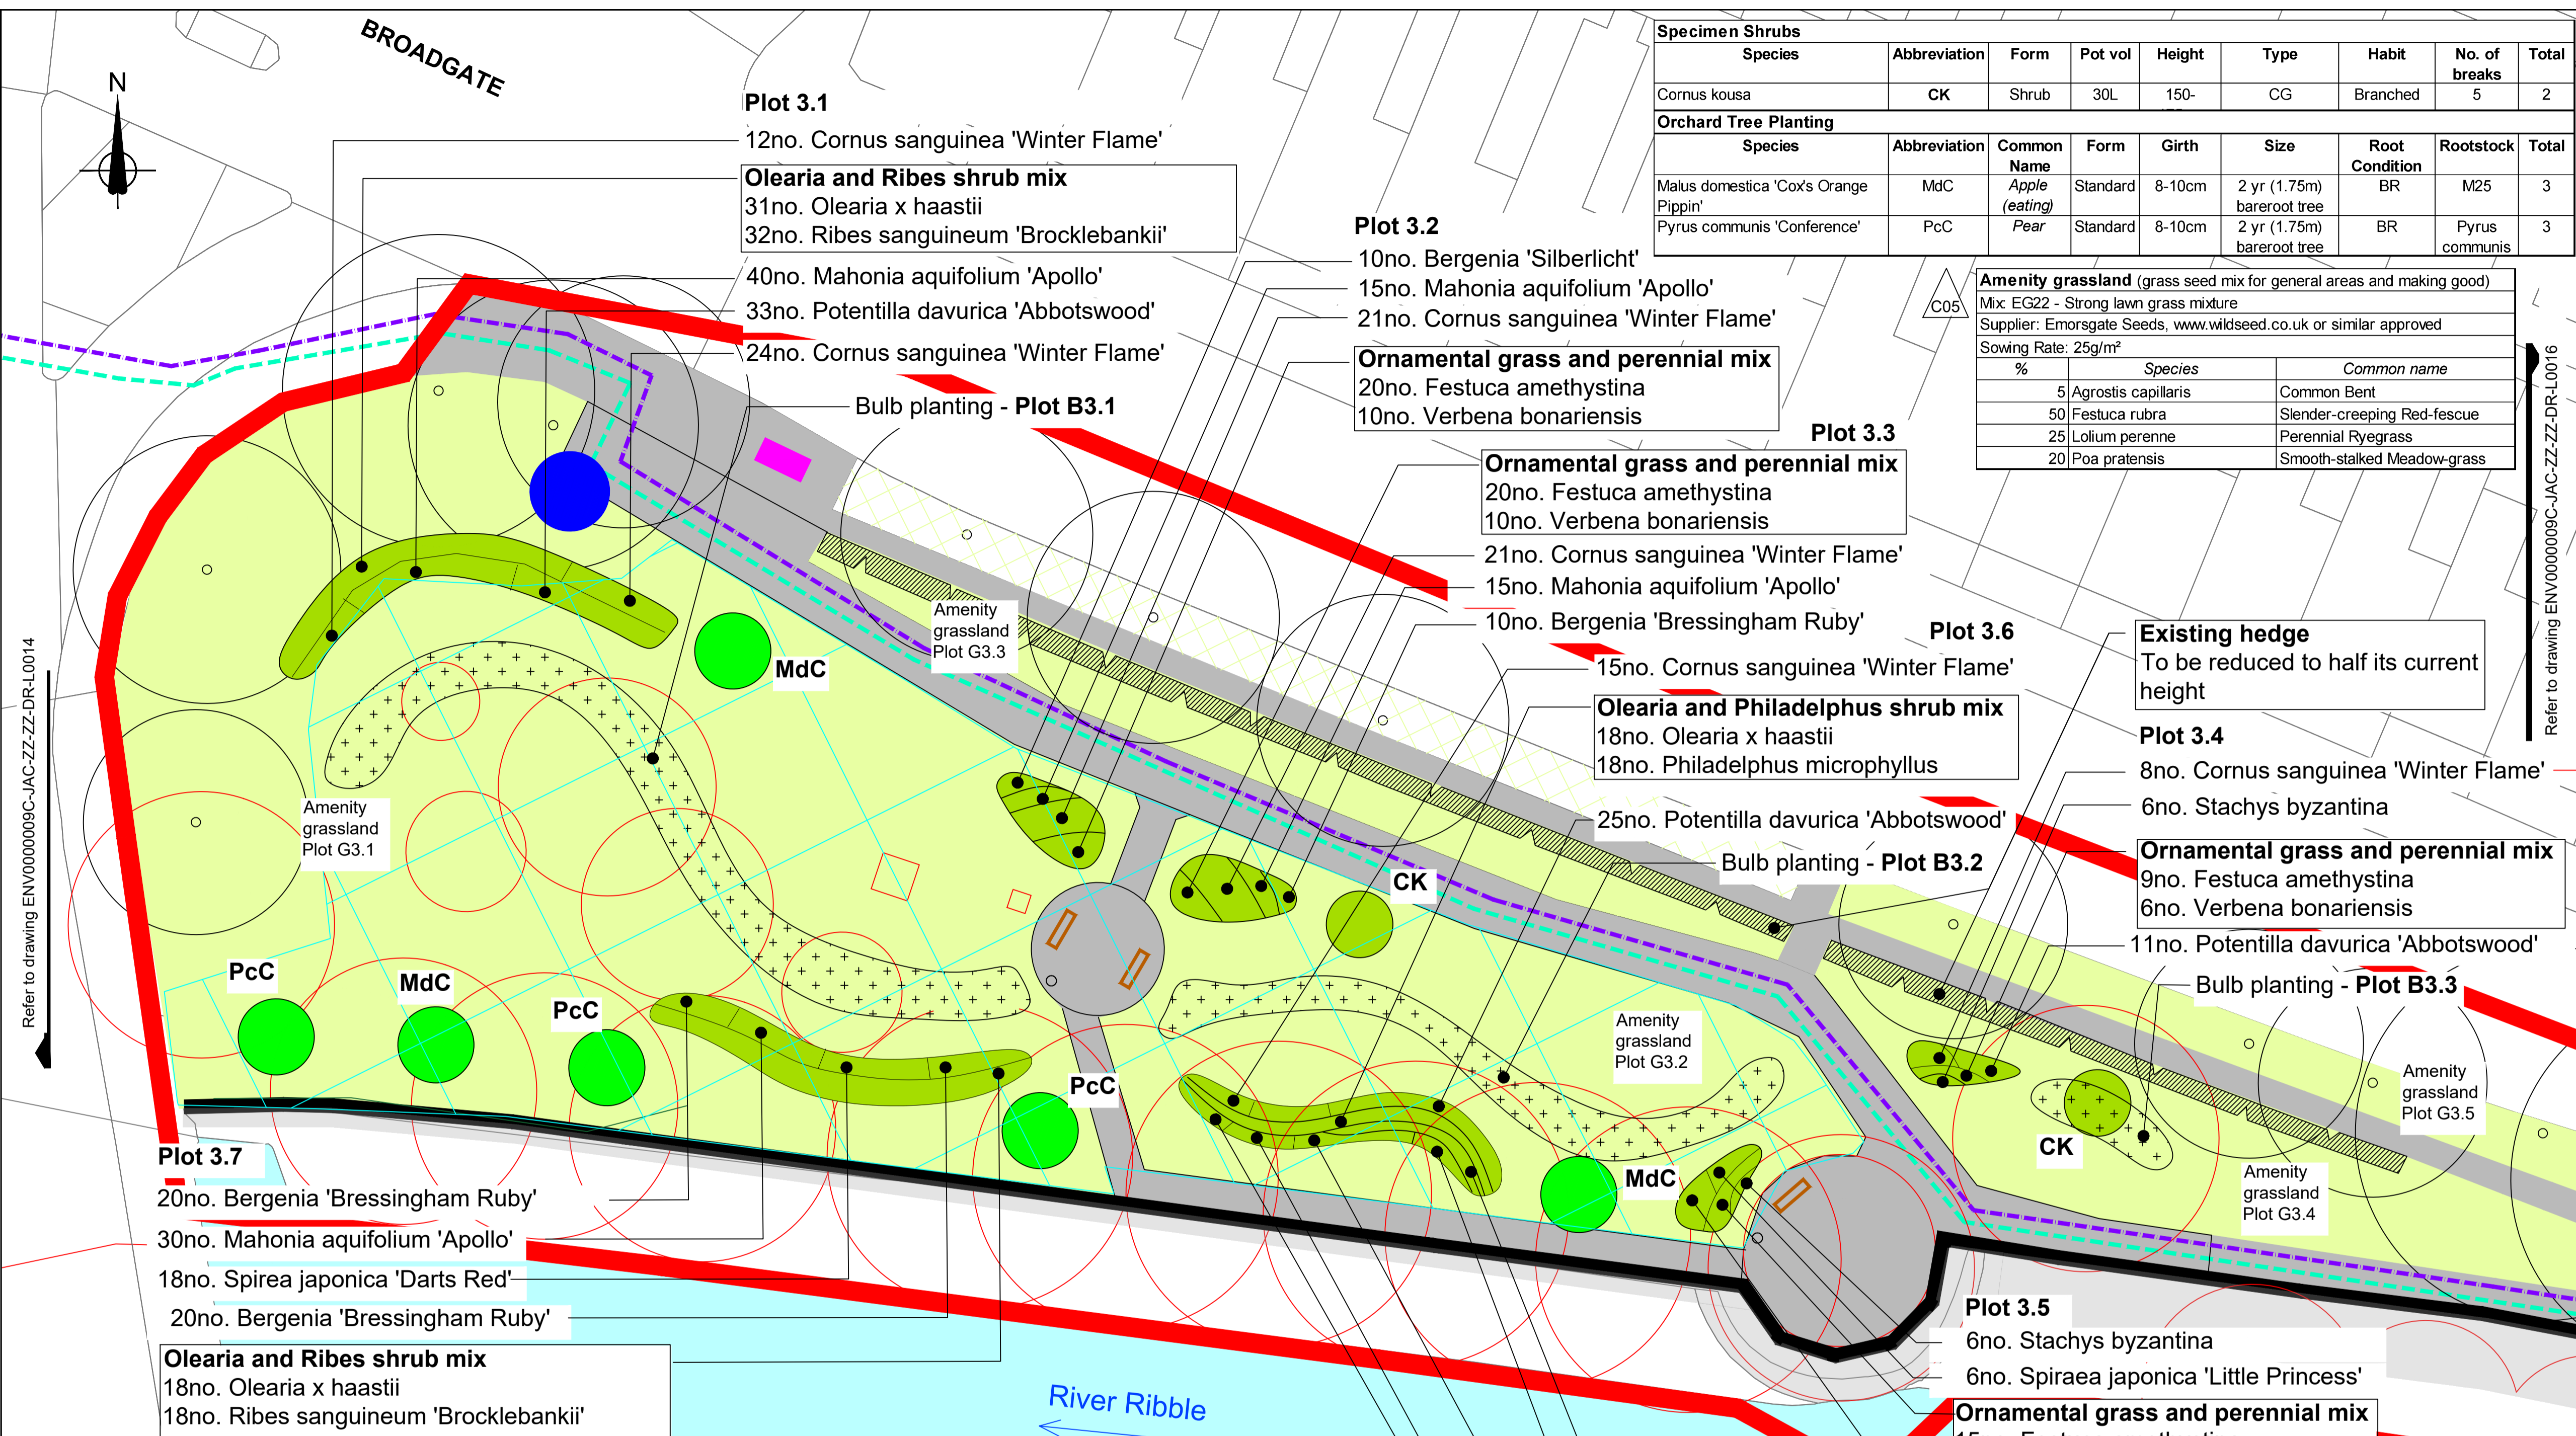 BROADGATE
N
Plot 3.1
12no. Cornus sanguinea 'Winter Flame'
Olearia and Ribes shrub mix
31no. Olearia x haastii
32no. Ribes sanguineum 'Brocklebankii'
40no. Mahonia aquifolium 'Apollo'
33no. Potentilla davurica 'Abbotswood'
24no. Cornus sanguinea 'Winter Flame'
Bulb planting - Plot B3.1
Plot 3.2
10no. Bergenia 'Silberlicht'
15no. Mahonia aquifolium 'Apollo'
21no. Cornus sanguinea 'Winter Flame'
Ornamental grass and perennial mix
20no. Festuca amethystina
10no. Verbena bonariensis
Plot 3.3
Ornamental grass and perennial mix
20no. Festuca amethystina
10no. Verbena bonariensis
21no. Cornus sanguinea 'Winter Flame'
15no. Mahonia aquifolium 'Apollo'
10no. Bergenia 'Bressingham Ruby'
Plot 3.6
15no. Cornus sanguinea 'Winter Flame'
Olearia and Philadelphus shrub mix
18no. Olearia x haastii
18no. Philadelphus microphyllus
25no. Potentilla davurica 'Abbotswood'
Bulb planting - Plot B3.2
Specimen Shrubs
Species Abbreviation Form Pot vol Height Type Habit No. of breaks Total
Cornus kousa CK Shrub 30L 150- CG Branched 5 2
Orchard Tree Planting
Species Abbreviation Common Name Form Girth Size Root Condition Rootstock Total
Malus domestica 'Cox's Orange Pippin' MdC Apple (eating) Standard 8-10cm 2 yr (1.75m) bareroot tree BR M25 3
Pyrus communis 'Conference' PcC Pear Standard 8-10cm 2 yr (1.75m) bareroot tree BR Pyrus communis 3
C05
Amenity grassland (grass seed mix for general areas and making good)
Mix: EG22 - Strong lawn grass mixture
Supplier: Emorsgate Seeds, www.wildseed.co.uk or similar approved
Sowing Rate: 25g/m²
% Species Common name
5 Agrostis capillaris Common Bent
50 Festuca rubra Slender-creeping Red-fescue
25 Lolium perenne Perennial Ryegrass
20 Poa pratensis Smooth-stalked Meadow-grass
Refer to drawing ENV0000009C-JAC-ZZ-ZZ-DR-L0016
Existing hedge
To be reduced to half its current
height
Plot 3.4
8no. Cornus sanguinea 'Winter Flame'
6no. Stachys byzantina
Ornamental grass and perennial mix
9no. Festuca amethystina
6no. Verbena bonariensis
11no. Potentilla davurica 'Abbotswood'
Bulb planting - Plot B3.3
Refer to drawing ENV0000009C-JAC-ZZ-ZZ-DR-L0014
Amenity
grassland
Plot G3.3
MdC
Amenity
grassland
Plot G3.1
CK
PcC
MdC
PcC
PcC
Amenity
grassland
Plot G3.2
MdC
CK
Amenity
grassland
Plot G3.5
Amenity
grassland
Plot G3.4
Plot 3.7
20no. Bergenia 'Bressingham Ruby'
30no. Mahonia aquifolium 'Apollo'
18no. Spirea japonica 'Darts Red'
20no. Bergenia 'Bressingham Ruby'
Olearia and Ribes shrub mix
18no. Olearia x haastii
18no. Ribes sanguineum 'Brocklebankii'
River Ribble
Plot 3.5
6no. Stachys byzantina
6no. Spiraea japonica 'Little Princess'
Ornamental grass and perennial mix